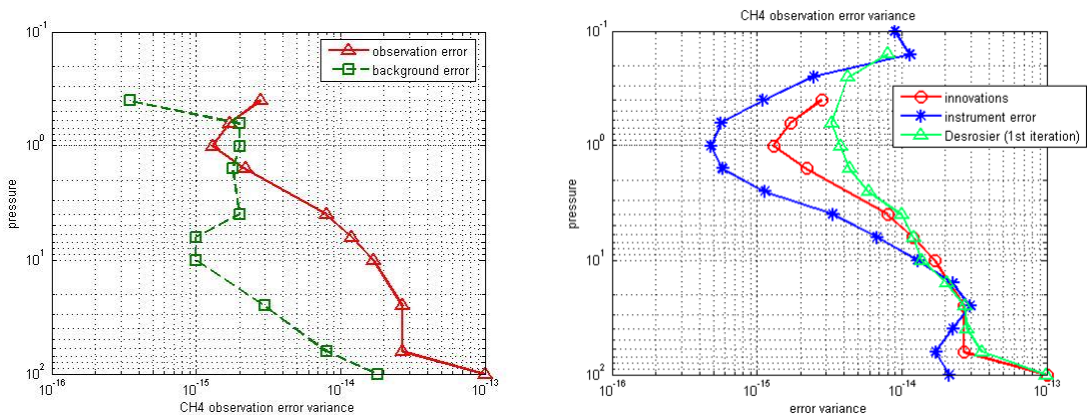 10^-1
10^0
10^1
10^2
pressure
observation error
background error
10^-16
10^-15
10^-14
10^-13
CH4 observation error variance
CH4 observation error variance
10^-1
10^0
10^1
10^2
pressure
innovations
instrument error
Desrosier (1st iteration)
10^-16
10^-15
10^-14
10^-13
error variance